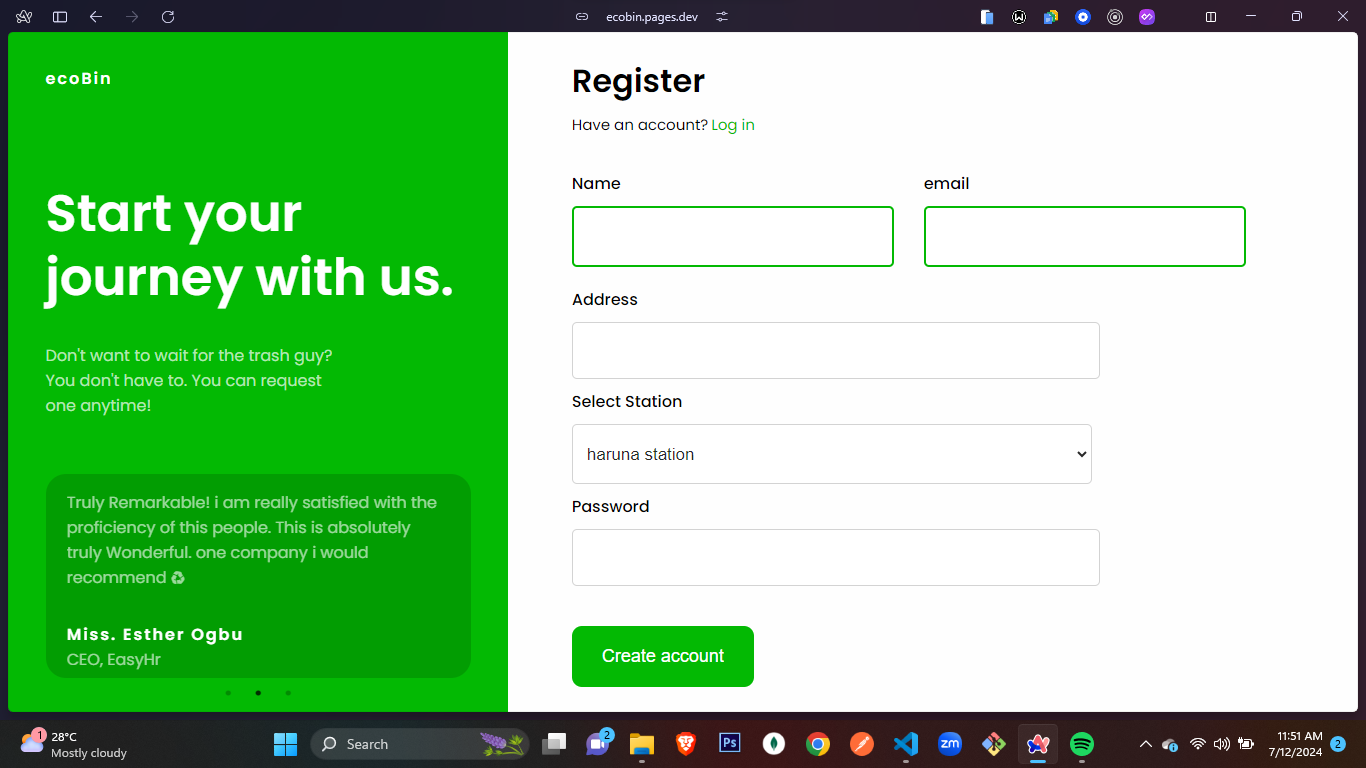 ecobin.pages.dev
ecoBin
Start your
journey with us.
Don't want to wait for the trash guy?
You don't have to. You can request
one anytime!
Truly Remarkable! i am really satisfied with the
proficiency of this people. This is absolutely
truly Wonderful. one company i would
recommend ♻
Miss. Esther Ogbu
CEO, EasyHr
Register
Have an account? Log in
Name
email
Address
Select Station
haruna station
Password
Create account
1
28°C
Mostly cloudy
Search
2
Ps
zm
11:51 AM
7/12/2024
2